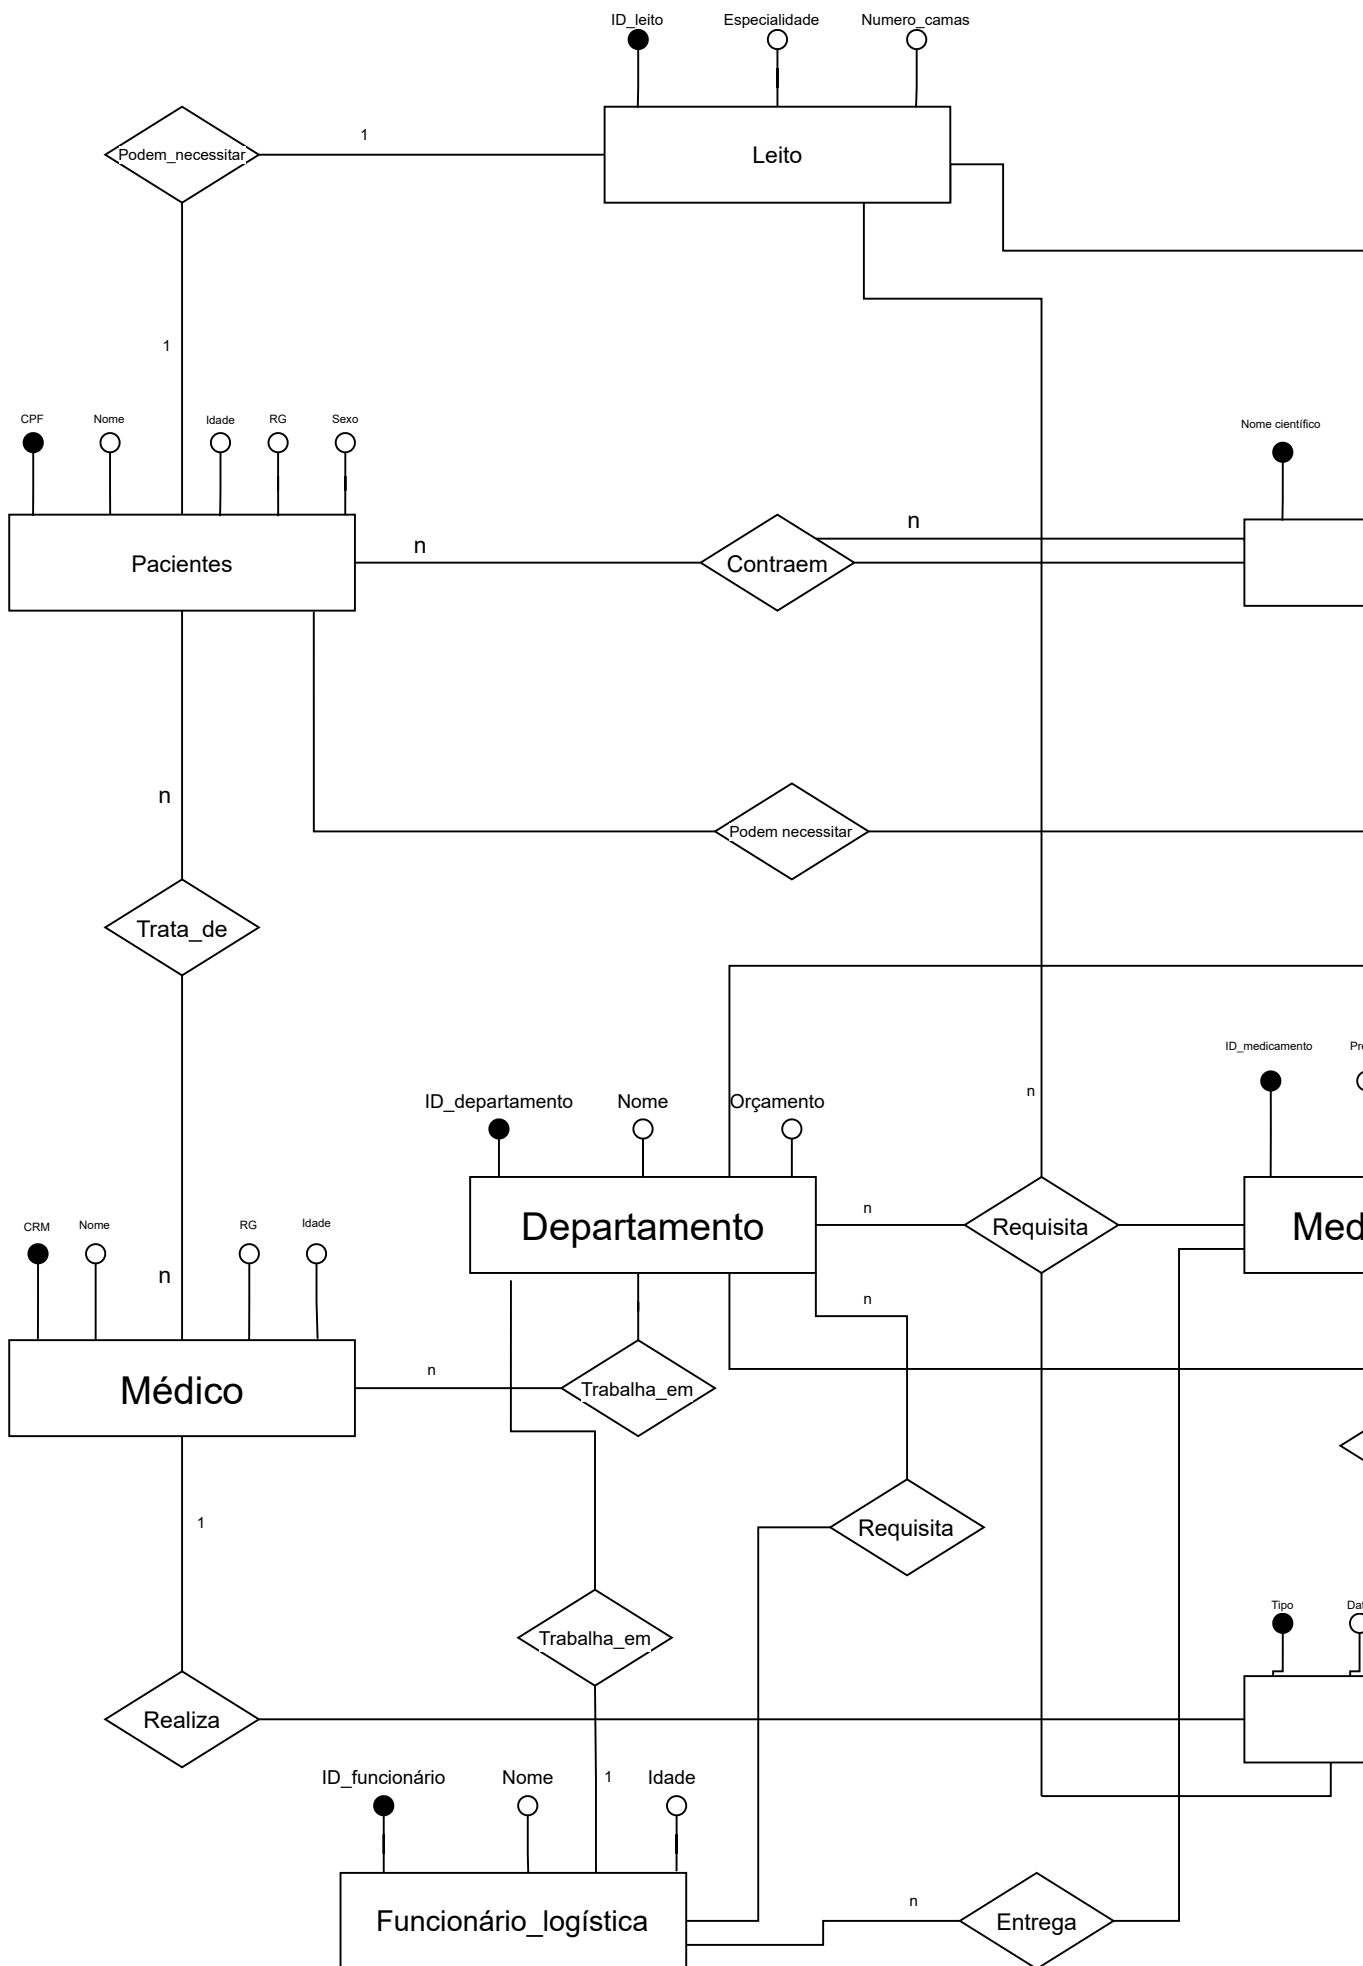 ID_leito
Especialidade
Numero_camas
Podem_necessitar
1
Leito
1
CPF
Nome
Idade
RG
Sexo
Nome científico
n
n
Pacientes
Contraem
n
Podem necessitar
Trata_de
ID_medicamento
n
ID_departamento
Nome
Orçamento
n
CRM
Nome
RG
Idade
Departamento
Requisita
Med
n
n
Médico
n
Trabalha_em
1
Requisita
Tipo
Trabalha_em
Realiza
ID_funcionário
Nome
1
Idade
n
Funcionário_logística
Entrega